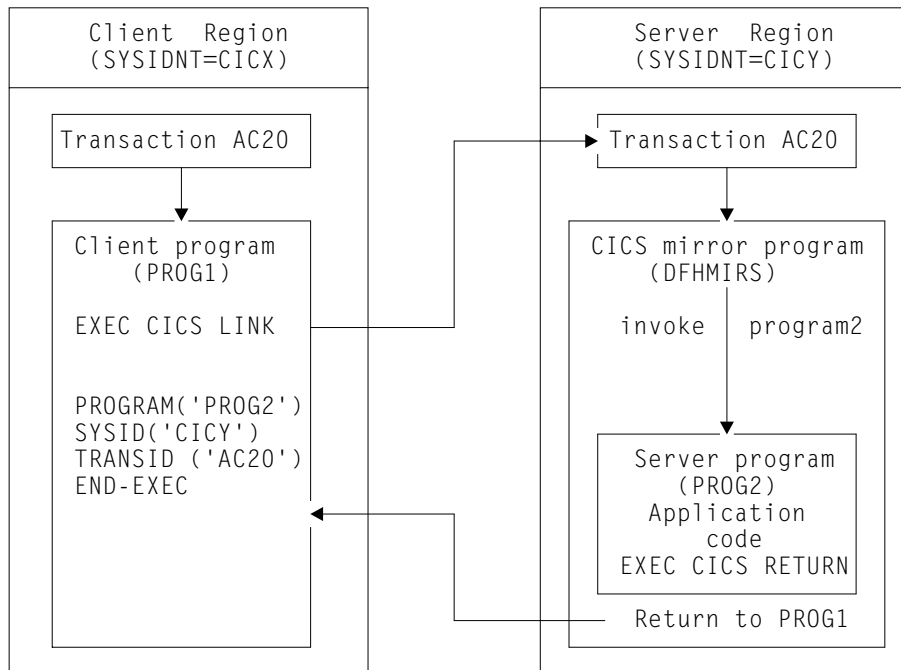 Client Region
(SYSIDNT=CICX)
Transaction AC20
Client program
(PROG1)
EXEC CICS LINK
PROGRAM('PROG2')
SYSID('CICY')
TRANSID ('AC20')
END-EXEC
Server Region
(SYSIDNT=CICY)
Transaction AC20
CICS mirror program
(DFHMIRS)
invoke program2
Server program
(PROG2)
Application
code
EXEC CICS RETURN
Return to PROG1